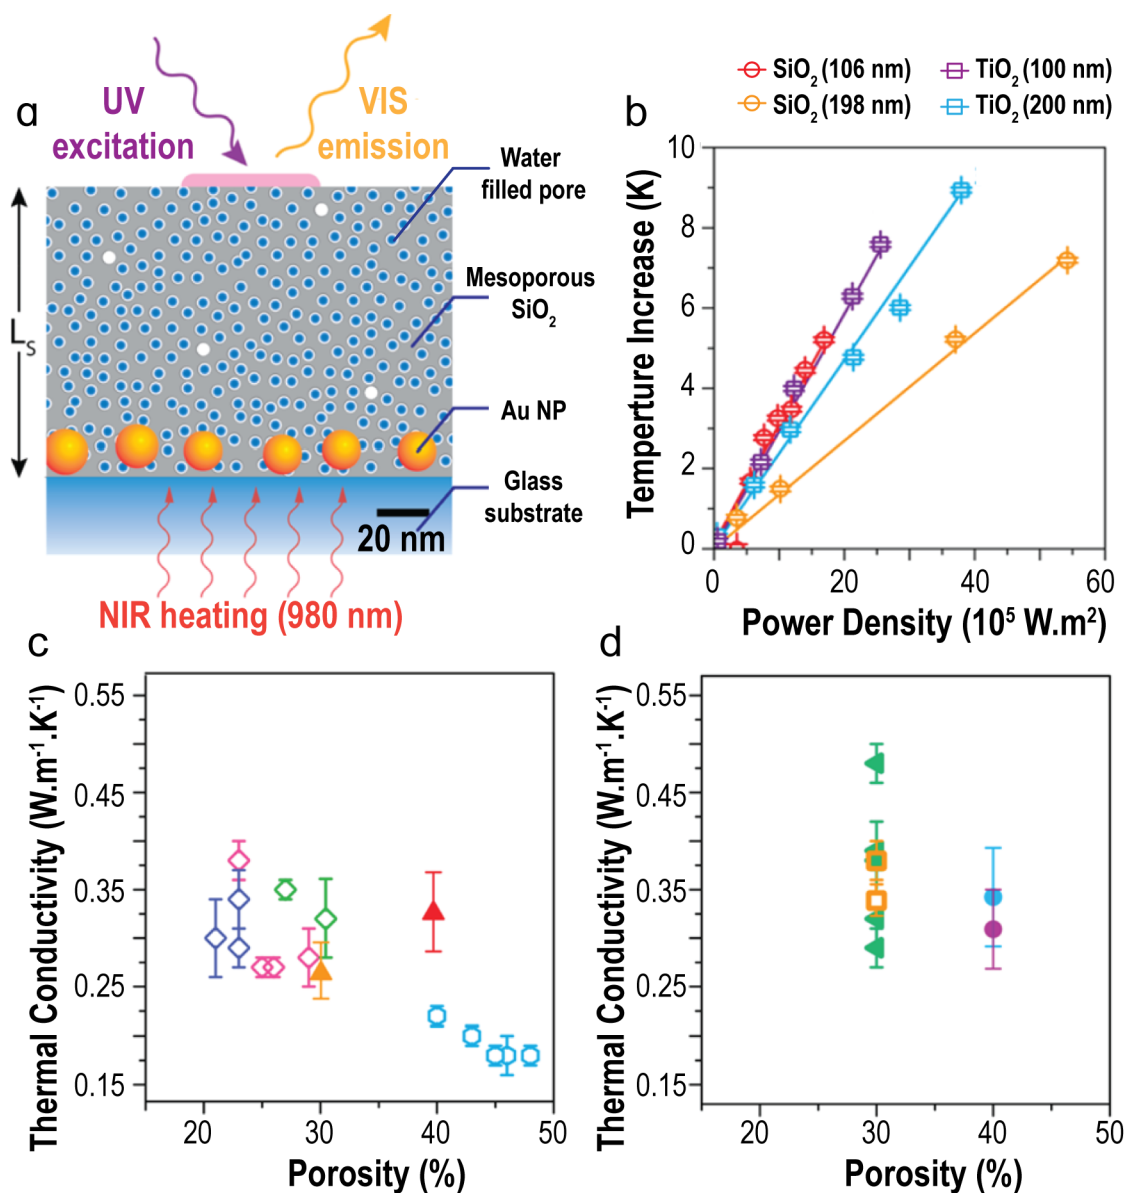 a
UV
excitation
VIS
emission
Water
filled pore
Mesoporous
SiO₂
Lₛ
Au NP
Glass
substrate
20 nm
NIR heating (980 nm)
SiO₂ (106 nm)
TiO₂ (100 nm)
SiO₂ (198 nm)
TiO₂ (200 nm)
b
Temperture Increase (K)
10
8
6
4
2
0
0
20
40
60
Power Density (10⁵ W.m²)
c
Thermal Conductivity (W.m⁻¹.K⁻¹)
0.55
0.45
0.35
0.25
0.15
20
30
40
50
Porosity (%)
d
Thermal Conductivity (W.m⁻¹.K⁻¹)
0.55
0.45
0.35
0.25
0.15
20
30
40
50
Porosity (%)